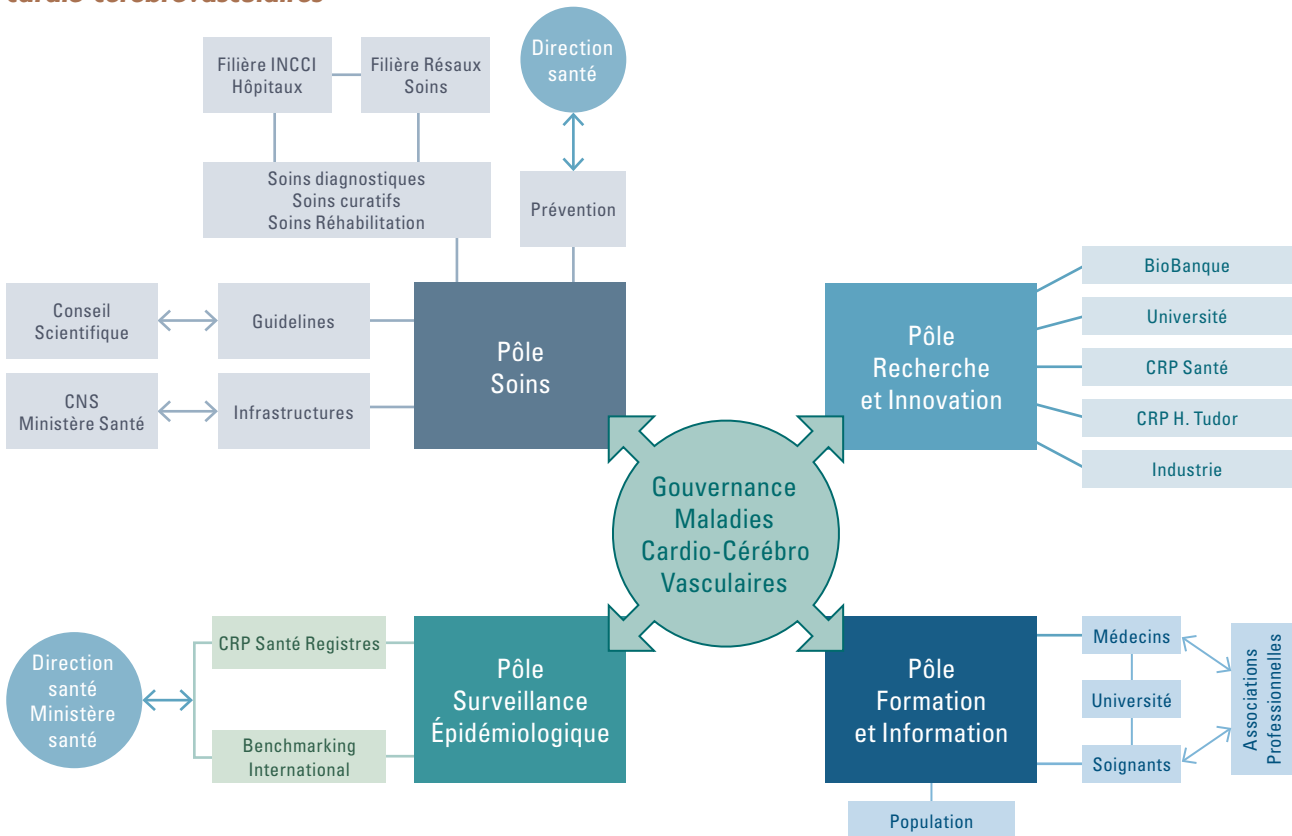 cardio-cérébrovasculaires
Direction
santé
Filière INCCI
Hôpitaux
Filière Résaux
Soins
Soins diagnostiques
Soins curatifs
Soins Réhabilitation
Prévention
Conseil
Scientifique
Guidelines
CNS
Ministère Santé
Infrastructures
Pôle
Soins
Pôle
Recherche
et Innovation
BioBanque
Université
CRP Santé
CRP H. Tudor
Industrie
Gouvernance
Maladies
Cardio-Cérébro
Vasculaires
Direction
santé
Ministère
santé
CRP Santé Registres
Benchmarking
International
Pôle
Surveillance
Épidémiologique
Pôle
Formation
et Information
Médecins
Université
Soignants
Associations
Professionnelles
Population